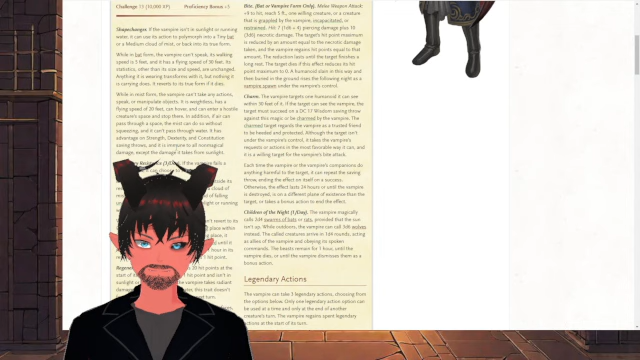 Challenge 13 (10,000 XP)
Proficiency Bonus +5
Shapechanger. If the vampire isn't in sunlight or running
water, it can use its action to polymorph into a Tiny bat
or a Medium cloud of mist, or back into its true form.
While in bat form, the vampire can't speak, its walking
speed is 5 feet, and it has a flying speed of 30 feet. Its
statistics, other than its size and speed, are unchanged.
Anything it is wearing transforms with it, but nothing it
is carrying does. It reverts to its true form if it dies.
While in mist form, the vampire can't take any actions,
speak, or manipulate objects. It is weightless, has a
flying speed of 20 feet, can hover, and can enter a hostile
creature's space and stop there. In addition, if air can
pass through a space, the mist can do so without
squeezing, and it can't pass through water. It has
advantage on Strength, Dexterity, and Constitution
saving throws, and it is immune to all nonmagical
damage, except the damage it takes from sunlight.
If the vampire fails a
20 hit points at the
Bite. (Bat or Vampire Form Only). Melee Weapon Attack:
+9 to hit, reach 5 ft., one willing creature, or a creature
that is grappled by the vampire, incapacitated, or
restrained. Hit: 7 (1d6 + 4) piercing damage plus 10
(3d6) necrotic damage. The target's hit point maximum
is reduced by an amount equal to the necrotic damage
taken, and the vampire regains hit points equal to that
amount. The reduction lasts until the target finishes a
long rest. The target dies if this effect reduces its hit
point maximum to 0. A humanoid slain in this way and
then buried in the ground rises the following night as a
vampire spawn under the vampire's control.
Charm. The vampire targets one humanoid it can see
within 30 feet of it. If the target can see the vampire, the
target must succeed on a DC 17 Wisdom saving throw
against this magic or be charmed by the vampire. The
charmed target regards the vampire as a trusted friend
to be heeded and protected. Although the target isn't
under the vampire's control, it takes the vampire's
requests or actions in the most favorable way it can, and
it is a willing target for the vampire's bite attack.
Each time the vampire or the vampire's companions do
anything harmful to the target, it can repeat the saving
throw, ending the effect on itself on a success.
Otherwise, the effect lasts 24 hours or until the vampire
is destroyed, is on a different plane of existence than the
target, or takes a bonus action to end the effect.
Children of the Night (1/Day). The vampire magically
calls 2d4 swarms of bats or rats, provided that the sun
isn't up. While outdoors, the vampire can call 3d6 wolves
instead. The called creatures arrive in 1d4 rounds, acting
as allies of the vampire and obeying its spoken
commands. The beasts remain for 1 hour, until the
vampire dies, or until the vampire dismisses them as a
bonus action.
Legendary Actions
The vampire can take 3 legendary actions, choosing from
the options below. Only one legendary action option can
be used at a time and only at the end of another
creature's turn. The vampire regains spent legendary
actions at the start of its turn.